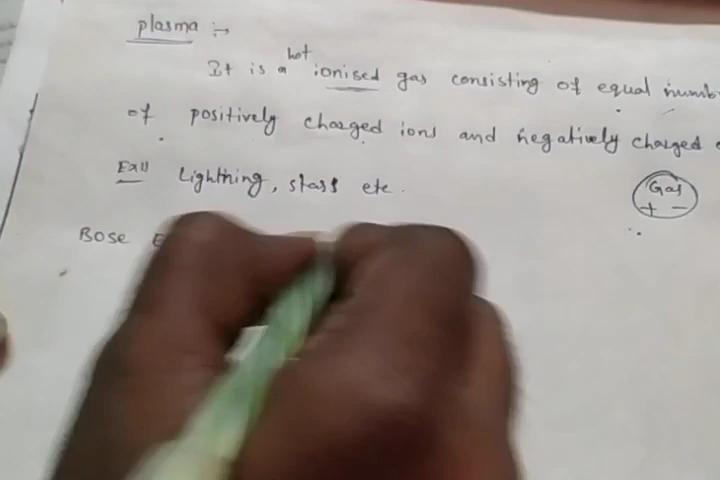 plasma :→
It is a hot ionised gas consisting of equal
of positively charged ions and negatively charged
Ex:- Lightning, stars etc.
Gas
+ -
BOSE